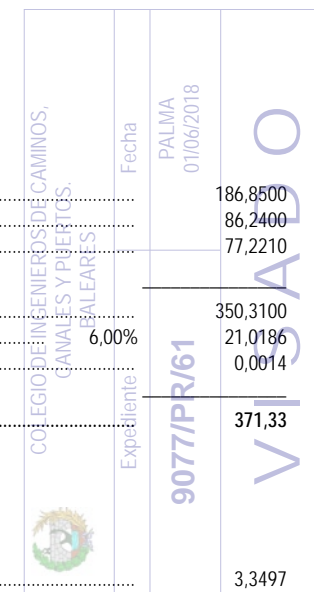 COLEGIO DE INGENIEROS DE CAMINOS,
CANALES Y PUERTOS.
BALEARES
Expediente
Fecha
9077/PR/61
PALMA
01/06/2018
VISADO
........................ 186,8500
........................ 86,2400
........................ 77,2210
........................ 350,3100
........ 6,00% 21,0186
........................ 0,0014
........................ 371,33
........................ 3,3497